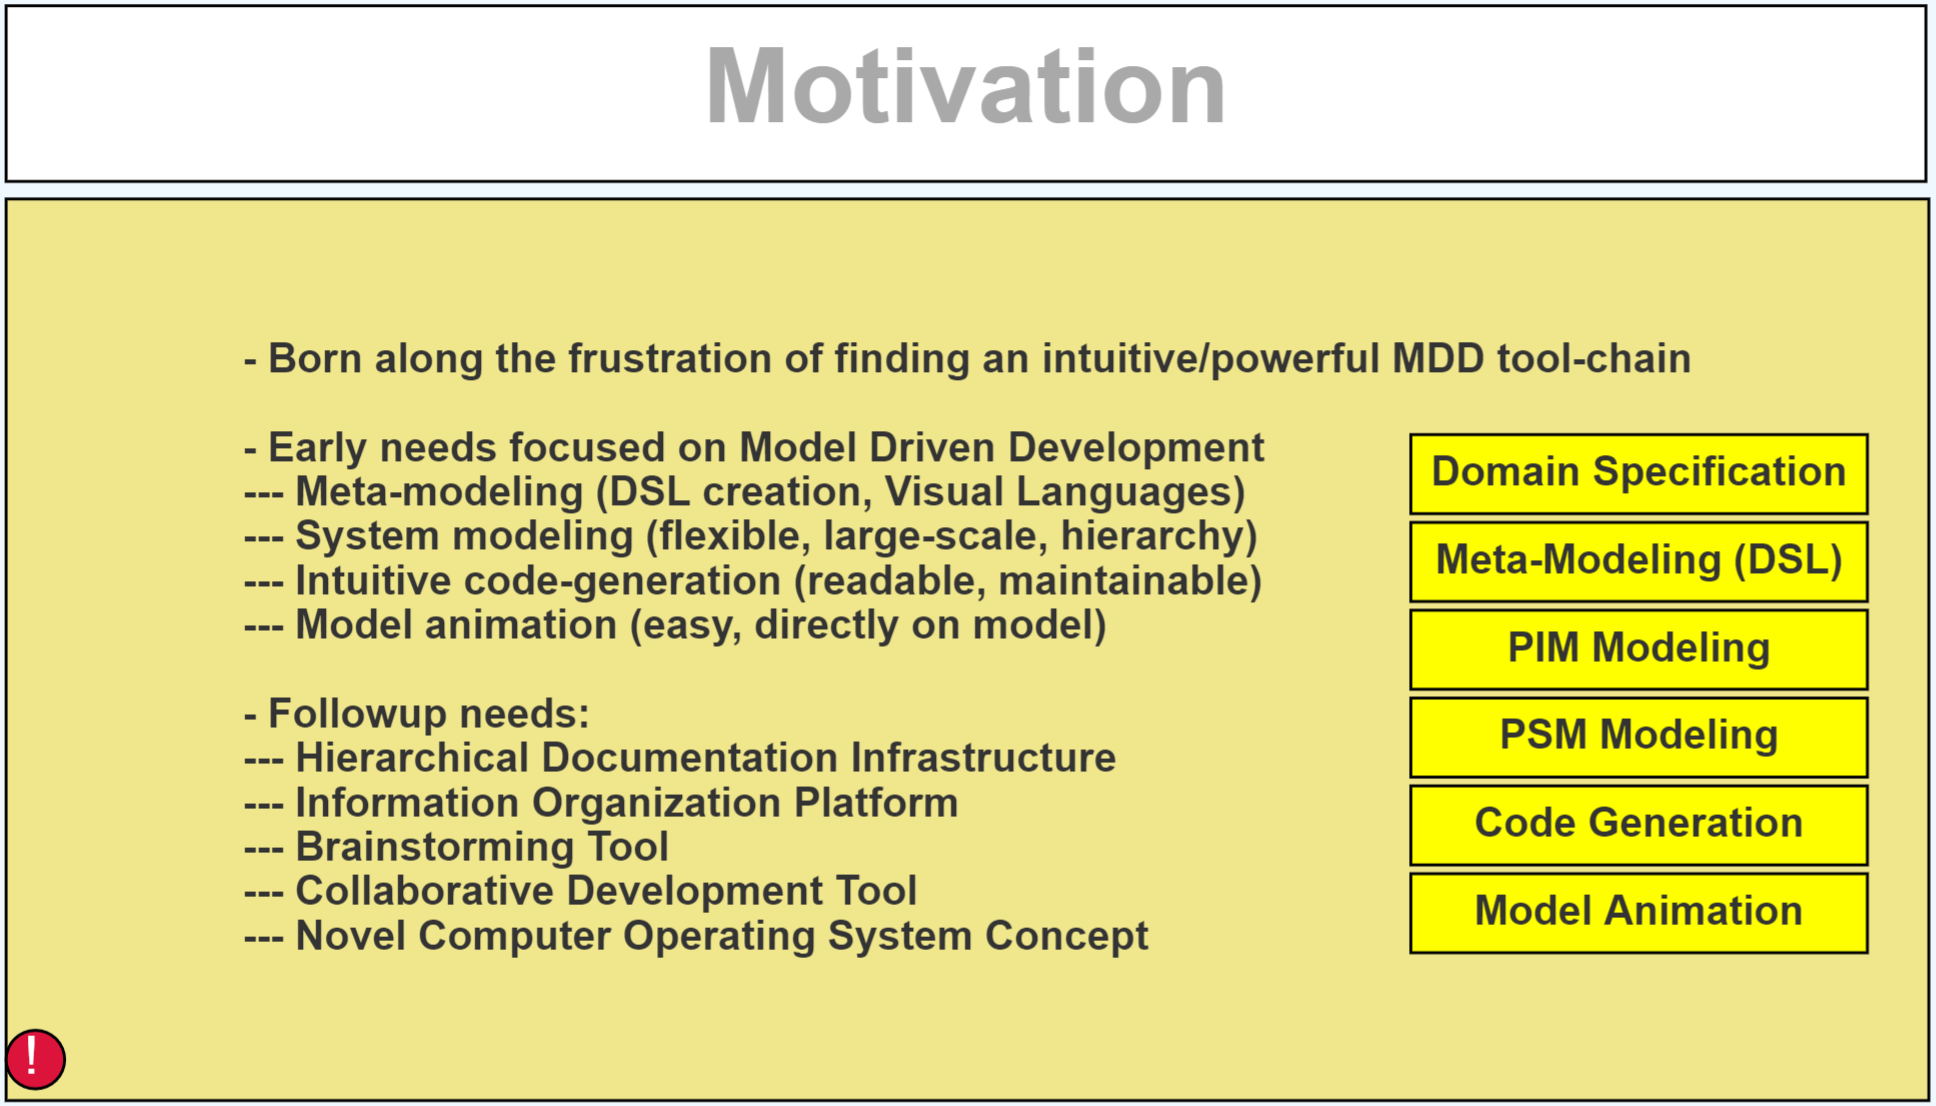 Motivation
- Born along the frustration of finding an intuitive/powerful MDD tool-chain
- Early needs focused on Model Driven Development
--- Meta-modeling (DSL creation, Visual Languages)
--- System modeling (flexible, large-scale, hierarchy)
--- Intuitive code-generation (readable, maintainable)
--- Model animation (easy, directly on model)
- Followup needs:
--- Hierarchical Documentation Infrastructure
--- Information Organization Platform
--- Brainstorming Tool
--- Collaborative Development Tool
--- Novel Computer Operating System Concept
Domain Specification
Meta-Modeling (DSL)
PIM Modeling
PSM Modeling
Code Generation
Model Animation
!